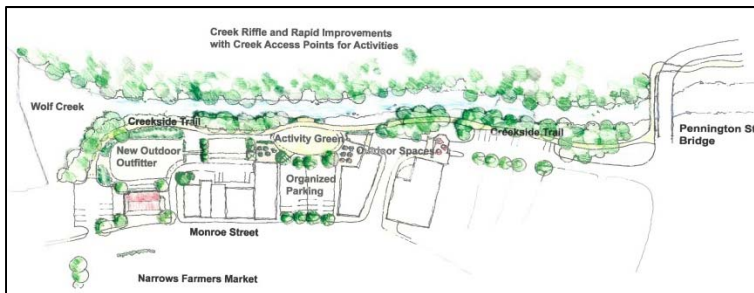 Creek Riffle and Rapid Improvements
with Creek Access Points for Activities
Wolf Creek
Creekside Trail
Creekside Trail
Pennington St
Bridge
Activity Green
New Outdoor
Outfitter
Outdoor Spaces
Organized
Parking
Monroe Street
Narrows Farmers Market